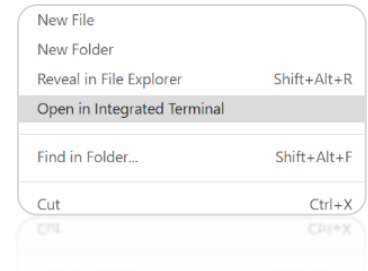 New File
New Folder
Reveal in File Explorer Shift+Alt+R
Open in Integrated Terminal
Find in Folder... Shift+Alt+F
Cut Ctrl+X